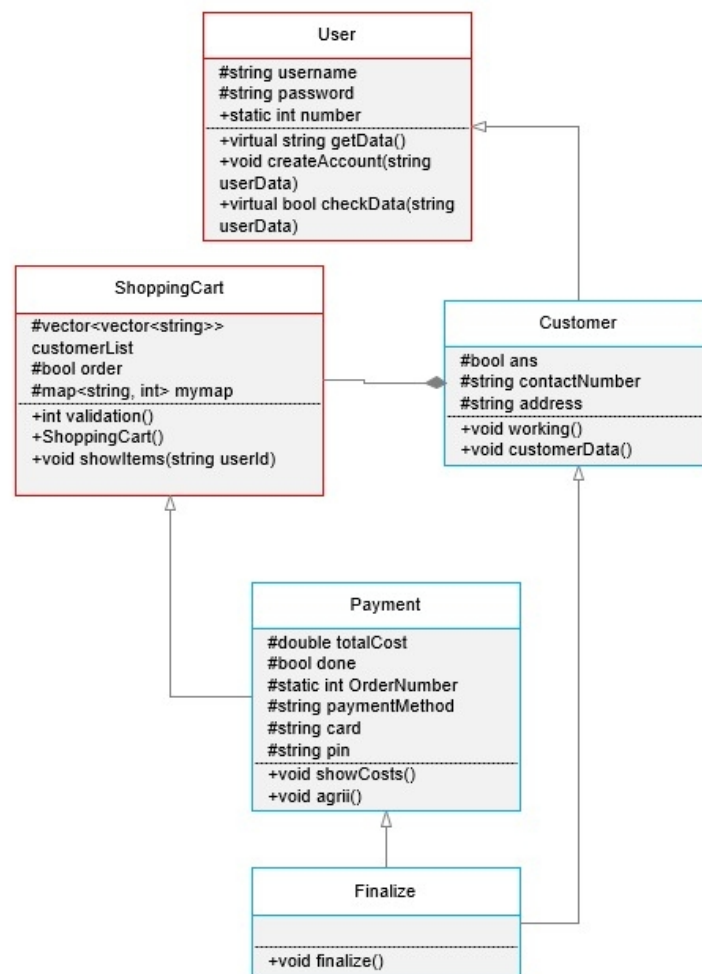 User
#string username
#string password
+static int number
+virtual string getData()
+void createAccount(string
userData)
+virtual bool checkData(string
userData)
ShoppingCart
#vector<vector<string>>
customerList
#bool order
#map<string, int> mymap
+int validation()
+ShoppingCart()
+void showItems(string userId)
Customer
#bool ans
#string contactNumber
#string address
+void working()
+void customerData()
Payment
#double totalCost
#bool done
#static int OrderNumber
#string paymentMethod
#string card
#string pin
+void showCosts()
+void agrii()
Finalize
+void finalize()